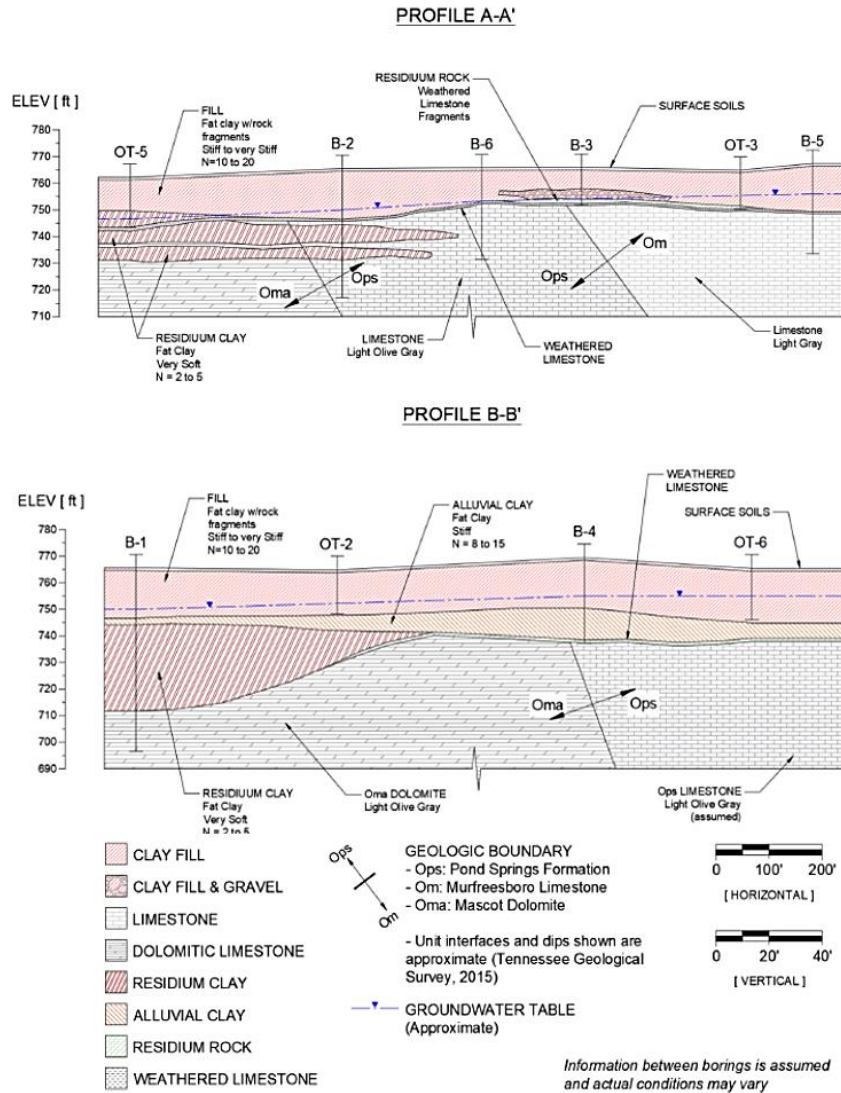 PROFILE A-A'
ELEV [ ft ]
780
770
760
750
740
730
720
710
FILL
Fat clay w/rock
fragments
Stiff to very Stiff
N=10 to 20
RESIDIUUM ROCK
Weathered
Limestone
Fragments
SURFACE SOILS
OT-5
B-2
B-6
B-3
OT-3
B-5
Oma
Ops
Ops
Om
RESIDIUUM CLAY
Fat Clay
Very Soft
N = 2 to 5
LIMESTONE
Light Olive Gray
WEATHERED
LIMESTONE
Limestone
Light Gray
PROFILE B-B'
ELEV [ ft ]
780
770
760
750
740
730
720
710
700
690
FILL
Fat clay w/rock
fragments
Stiff to very Stiff
N=10 to 20
ALLUVIAL CLAY
Fat Clay
Stiff
N = 8 to 15
WEATHERED
LIMESTONE
SURFACE SOILS
B-1
OT-2
B-4
OT-6
Oma
Ops
RESIDIUUM CLAY
Fat Clay
Very Soft
N = 2 to 5
Oma DOLOMITE
Light Olive Gray
Ops LIMESTONE
Light Olive Gray
(assumed)
CLAY FILL
CLAY FILL & GRAVEL
LIMESTONE
DOLOMITIC LIMESTONE
RESIDIUM CLAY
ALLUVIAL CLAY
RESIDIUM ROCK
WEATHERED LIMESTONE
Ops
Om
GEOLOGIC BOUNDARY
- Ops: Pond Springs Formation
- Om: Murfreesboro Limestone
- Oma: Mascot Dolomite
- Unit interfaces and dips shown are
approximate (Tennessee Geological
Survey, 2015)
GROUNDWATER TABLE
(Approximate)
0 100' 200'
[ HORIZONTAL ]
0 20' 40'
[ VERTICAL ]
Information between borings is assumed
and actual conditions may vary